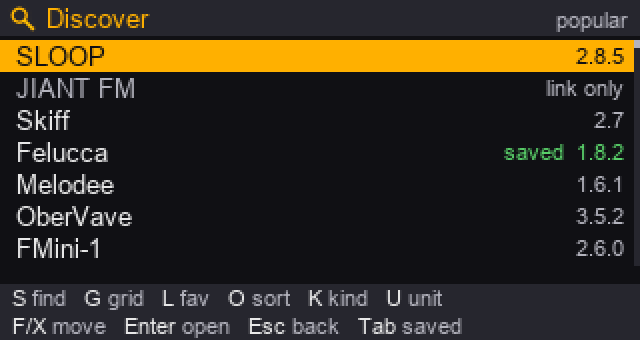 Discover popular
SLOOP 2.8.5
JIANT FM link only
Skiff 2.7
Felucca saved 1.8.2
Melodee 1.6.1
OberVave 3.5.2
FMini-1 2.6.0
S find G grid L fav O sort K kind U unit
F/X move Enter open Esc back Tab saved